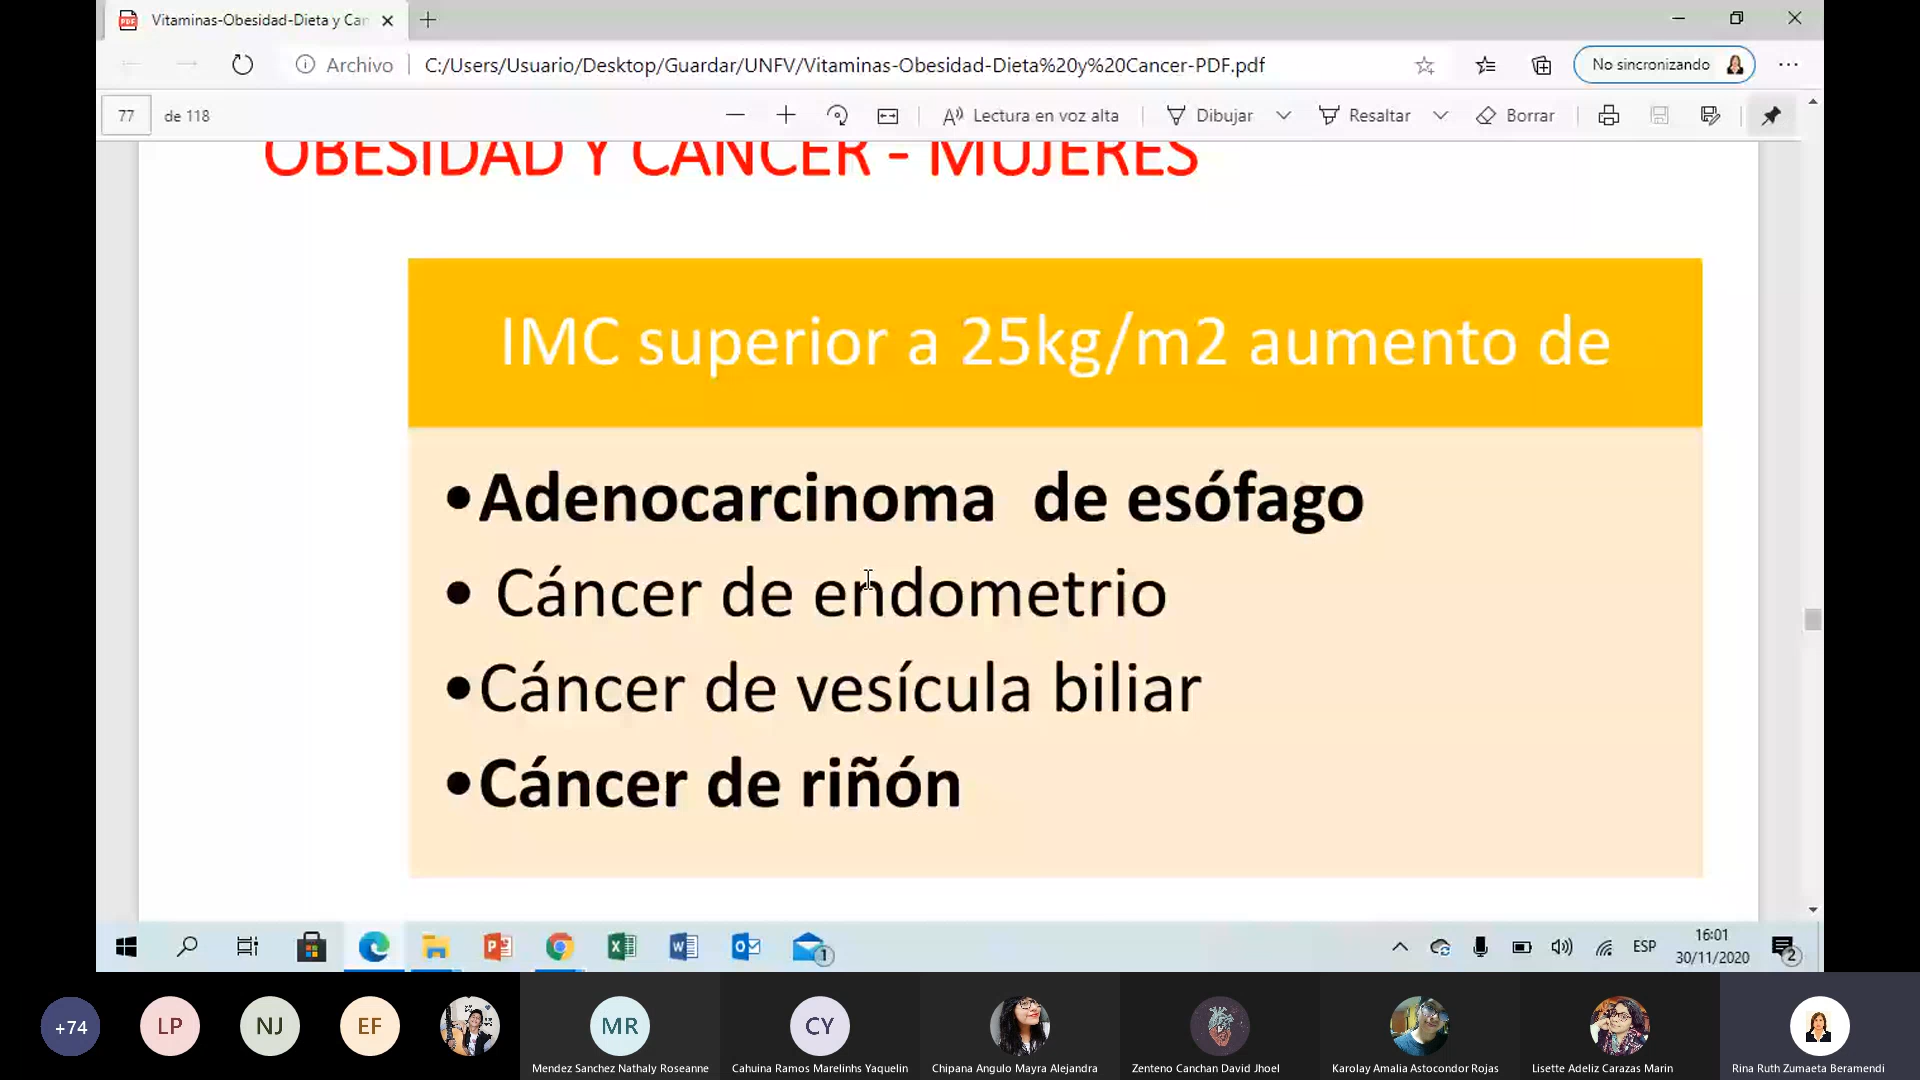 Vitaminas-Obesidad-Dieta y Can
Archivo
C:/Users/Usuario/Desktop/Guardar/UNFV/Vitaminas-Obesidad-Dieta%20y%20Cancer-PDF.pdf
No sincronizando
77 de 118
Lectura en voz alta
Dibujar
Resaltar
Borrar
OBESIDAD Y CANCER - MUJERES
IMC superior a 25kg/m2 aumento de
•Adenocarcinoma de esófago
• Cáncer de endometrio
•Cáncer de vesícula biliar
•Cáncer de riñón
ESP
16:01
30/11/2020
1
2
+74
LP
NJ
EF
MR
CY
Mendez Sanchez Nathaly Roseanne
Cahuina Ramos Marelinhs Yaquelin
Chipana Angulo Mayra Alejandra
Zenteno Canchan David Jhoel
Karolay Amalia Astocondor Rojas
Lisette Adeliz Carazas Marin
Rina Ruth Zumaeta Beramendi